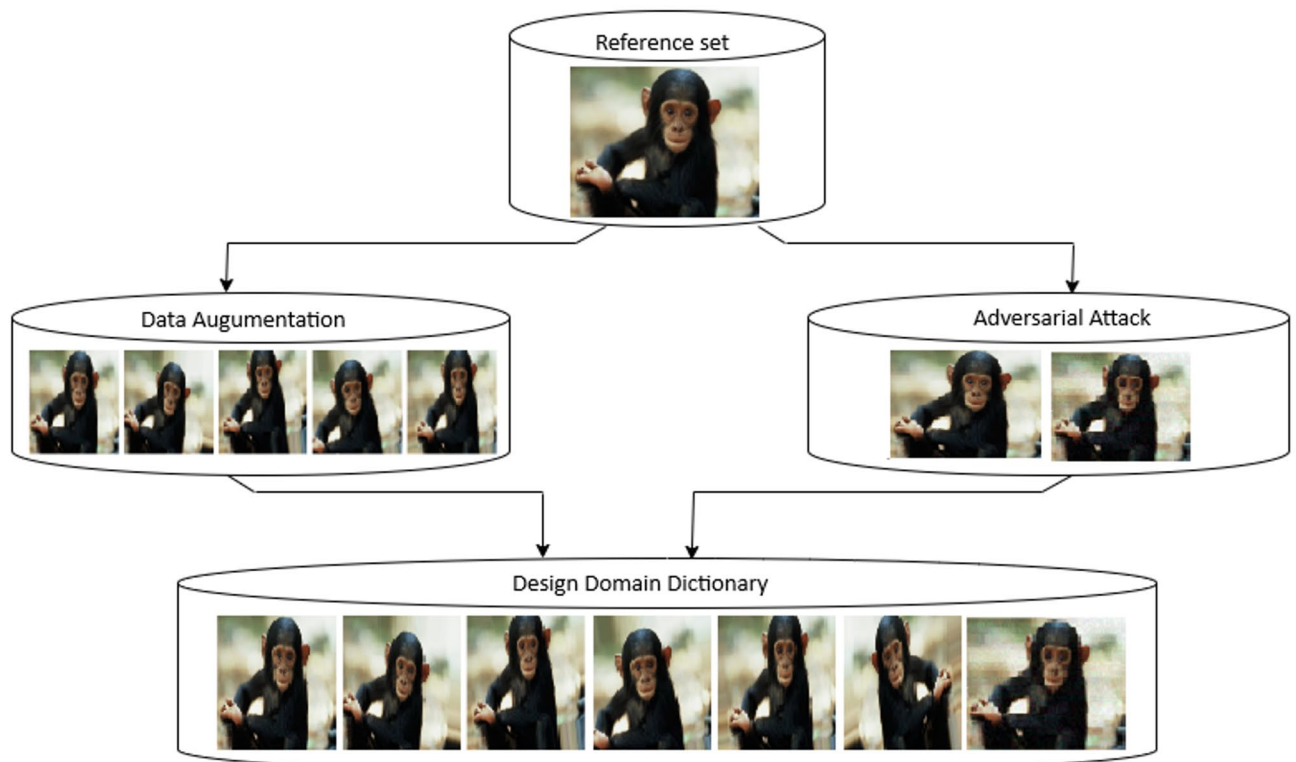 Reference set
Data Augumentation
Adversarial Attack
Design Domain Dictionary